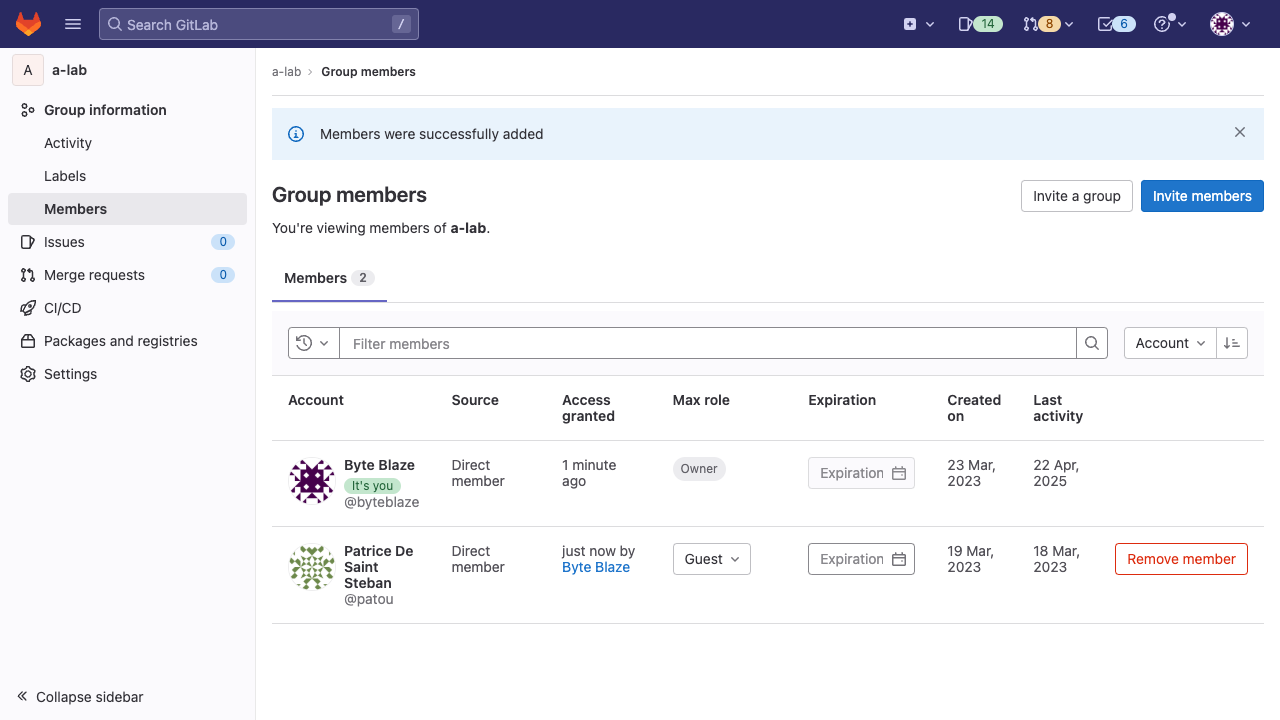 Search GitLab
/
14
8
6
A
a-lab
Group information
Activity
Labels
Members
Issues
0
Merge requests
0
CI/CD
Packages and registries
Settings
Collapse sidebar
a-lab
Group members
Members were successfully added
Group members
Invite a group
Invite members
You're viewing members of a-lab.
Members 2
Filter members
Account
Account
Source
Access
granted
Max role
Expiration
Created
on
Last
activity
Byte Blaze
It's you
@byteblaze
Direct
member
1 minute
ago
Owner
Expiration
23 Mar,
2023
22 Apr,
2025
Patrice De
Saint
Steban
@patou
Direct
member
just now by
Byte Blaze
Guest
Expiration
19 Mar,
2023
18 Mar,
2023
Remove member